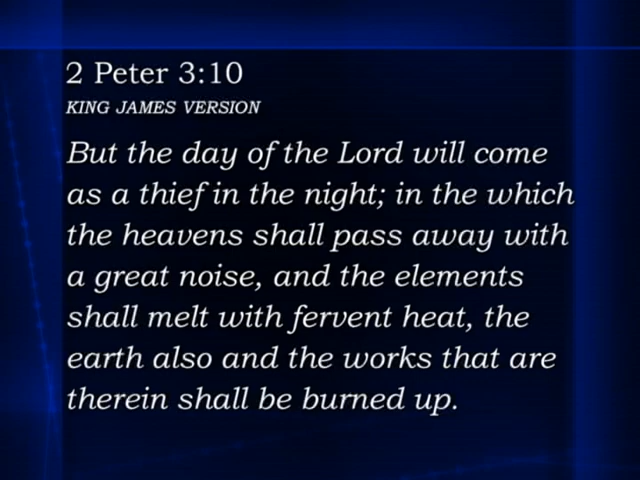 2 Peter 3:10
KING JAMES VERSION
But the day of the Lord will come
as a thief in the night; in the which
the heavens shall pass away with
a great noise, and the elements
shall melt with fervent heat, the
earth also and the works that are
therein shall be burned up.